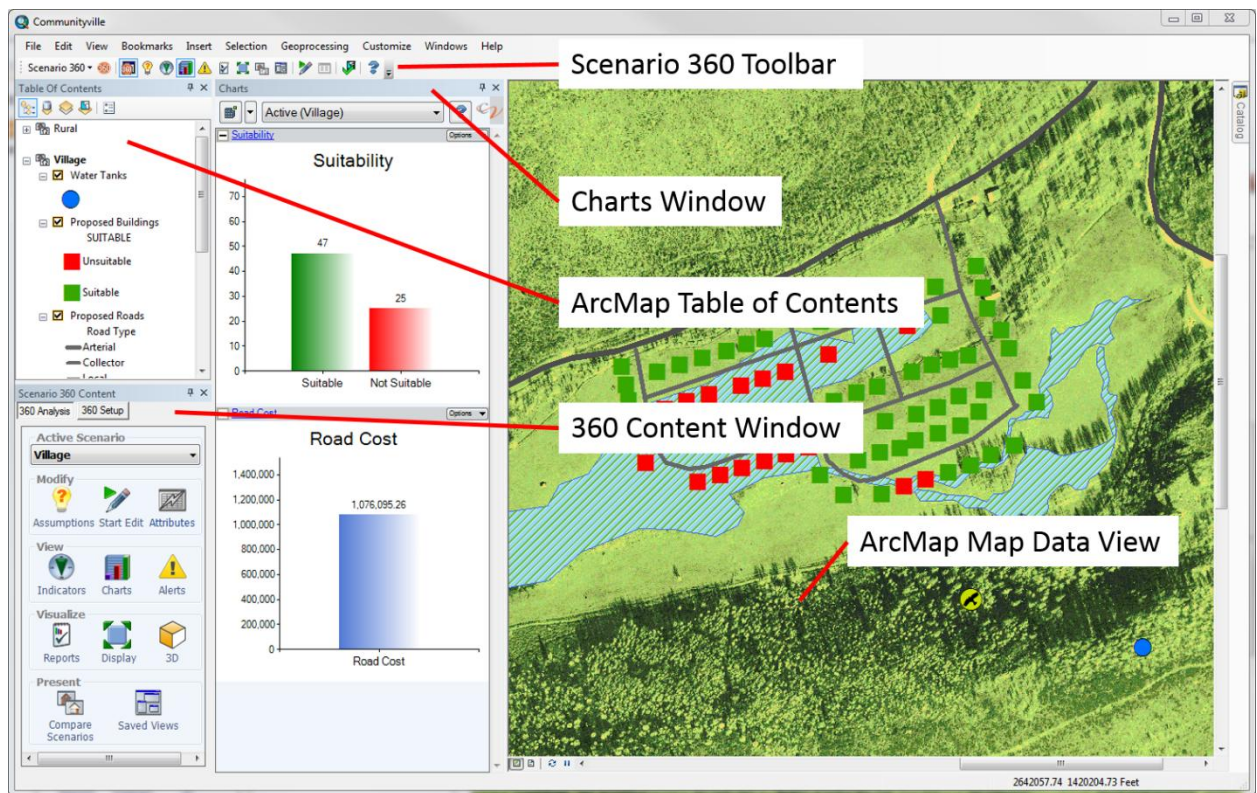 Communityville
File Edit View Bookmarks Insert Selection Geoprocessing Customize Windows Help
Scenario 360
Scenario 360 Toolbar
Table Of Contents
Rural
Village
Water Tanks
Proposed Buildings
SUITABLE
Unsuitable
Suitable
Proposed Roads
Road Type
Arterial
Collector
Local
Charts
Active (Village)
Suitability
Options
Suitability
70
60
50
40
30
20
10
0
47
25
Suitable Not Suitable
Charts Window
ArcMap Table of Contents
Catalog
Scenario 360 Content
360 Analysis 360 Setup
Active Scenario
Village
Modify
Assumptions Start Edit Attributes
View
Indicators Charts Alerts
Visualize
Reports Display 3D
Present
Compare Scenarios
Saved Views
Road Cost
Options
Road Cost
1,400,000
1,200,000
1,000,000
800,000
600,000
400,000
200,000
0
1,076,095.26
Road Cost
360 Content Window
ArcMap Map Data View
2642057.74 1420204.73 Feet